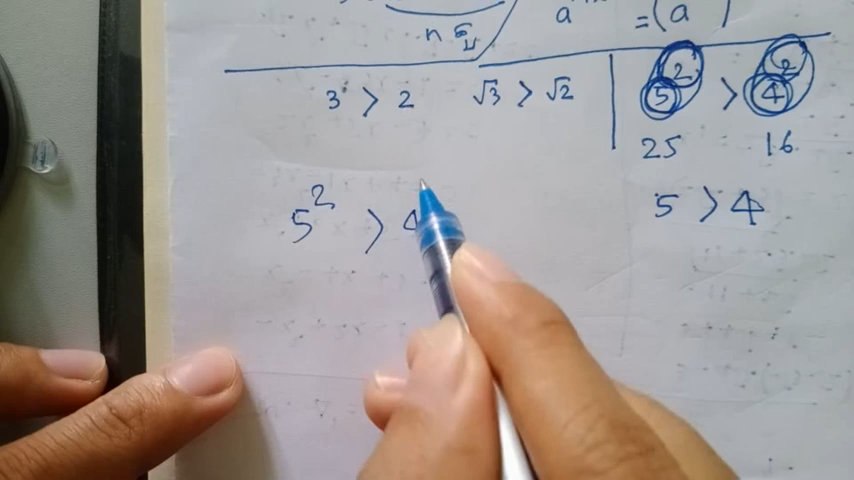 a = (a )
n
3 > 2 √3 > √2 5² > 4²
25 16
5² > 4 5 > 4